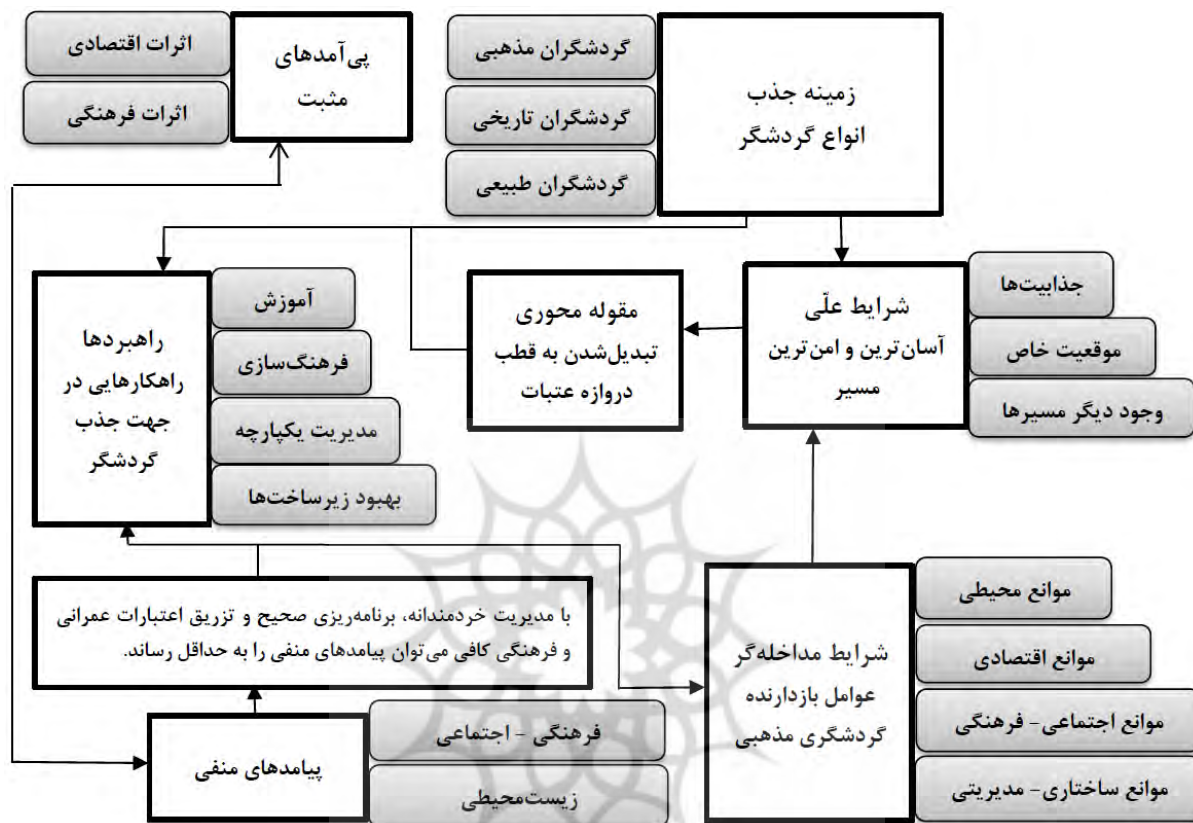 زمینه جذب
انواع گردشگر
گردشگران مذهبی
گردشگران تاریخی
گردشگران طبیعی
پی‌آمدهای
مثبت
اثرات اقتصادی
اثرات فرهنگی
جذابیت‌ها
موقعیت خاص
وجود دیگر مسیرها
شرایط علّی
آسان‌ترین و امن‌ترین
مسیر
مقوله محوری
تبدیل‌شدن به قطب
دروازه عتبات
آموزش
فرهنگ‌سازی
مدیریت یکپارچه
بهبود زیرساخت‌ها
راهبردها
راهکارهایی در
جهت جذب
گردشگر
موانع محیطی
موانع اقتصادی
موانع اجتماعی- فرهنگی
موانع ساختاری- مدیریتی
شرایط مداخله‌گر
عوامل بازدارنده
گردشگری مذهبی
با مدیریت خردمندانه، برنامه‌ریزی صحیح و تزریق اعتبارات عمرانی
و فرهنگی کافی می‌توان پیامدهای منفی را به حداقل رساند.
فرهنگی - اجتماعی
زیست‌محیطی
پیامدهای منفی